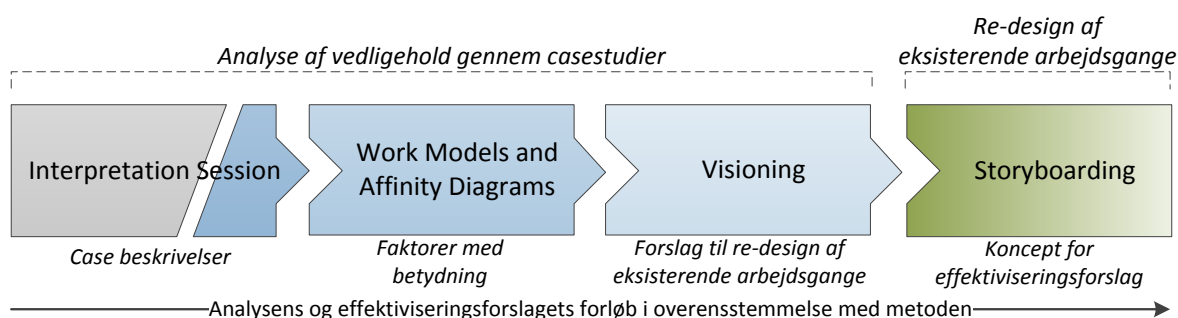 Analyse af vedligehold gennem casestudier
Re-design af
eksisterende arbejdsgange
Interpretation Session
Work Models and
Affinity Diagrams
Visioning
Storyboarding
Case beskrivelser
Faktorer med
betydning
Forslag til re-design af
eksisterende arbejdsgange
Koncept for
effektiviseringsforslag
Analysens og effektiviseringsforslagets forløb i overensstemmelse med metoden